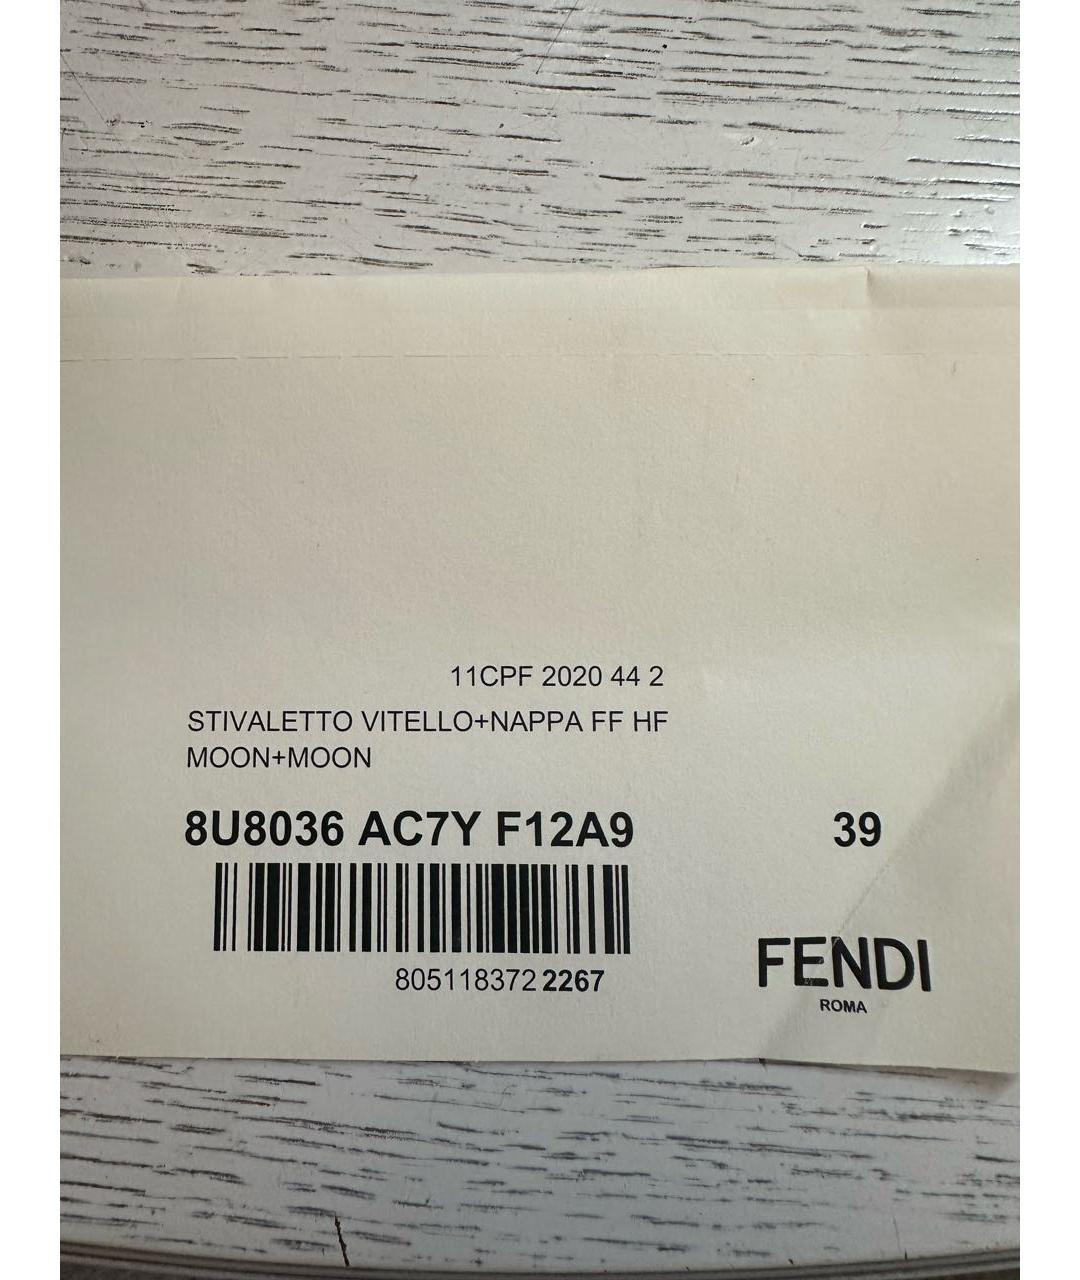 11CPF 2020 44 2
STIVALETTO VITELLO+NAPPA FF HF
MOON+MOON
8U8036 AC7Y F12A9 39
805118372 2267
FENDI
ROMA